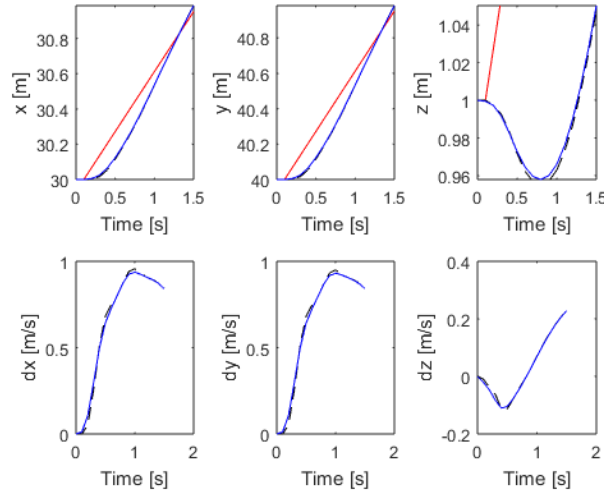 30.8
30.6
30.4
30.2
30
x [m]
0 0.5 1 1.5
Time [s]
40.8
40.6
40.4
40.2
40
y [m]
0 0.5 1 1.5
Time [s]
1.04
1.02
1
0.98
0.96
z [m]
0 0.5 1 1.5
Time [s]
1
0.5
0
dx [m/s]
0 1 2
Time [s]
1
0.5
0
dy [m/s]
0 1 2
Time [s]
0.4
0.2
0
-0.2
dz [m/s]
0 1 2
Time [s]